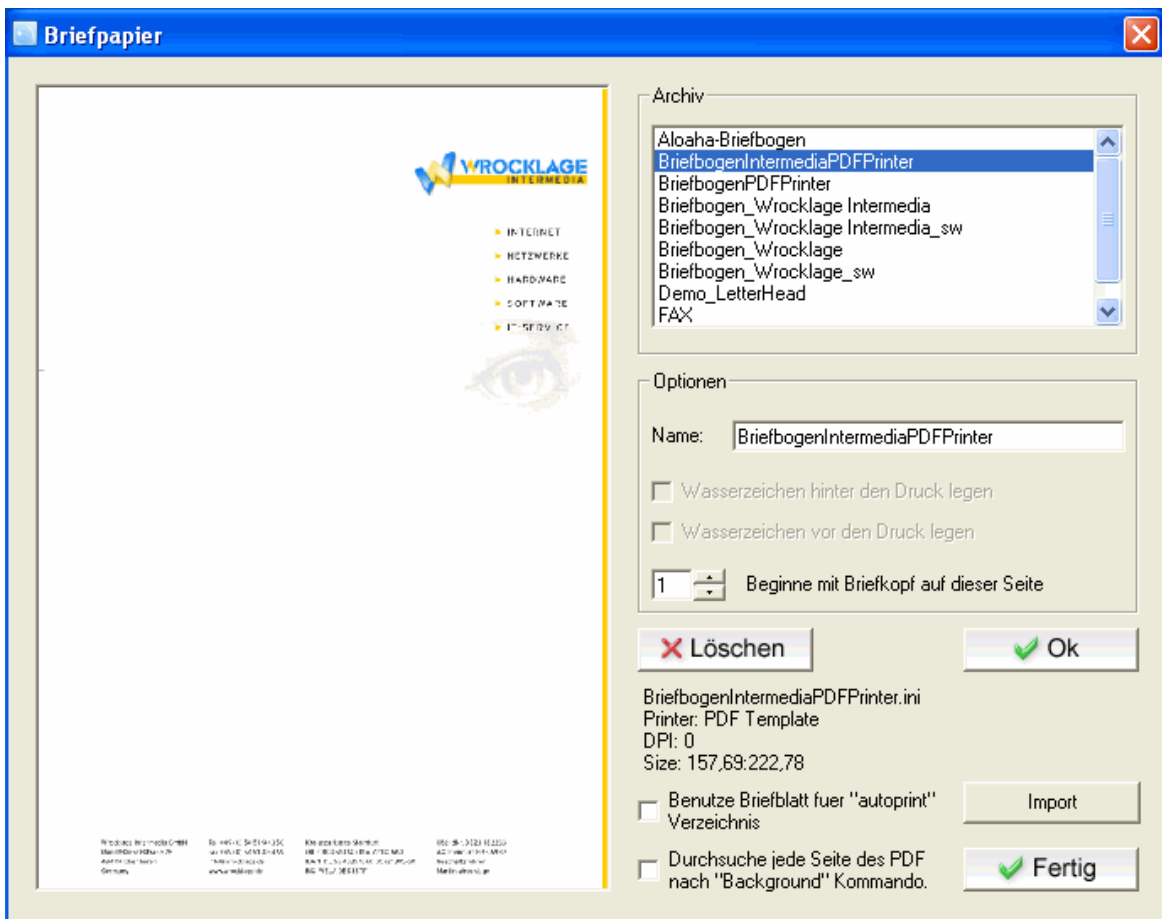 Briefpapier
WROCKLAGE
INTERMEDIA
INTERNET
NETZWERKE
HARDWARE
SOFTWARE
IT-SERVICE
Germany
Archiv
Aloaha-Briefbogen
BriefbogenIntermediaPDFPrinter
BriefbogenPDFPrinter
Briefbogen_Wrocklage Intermedia
Briefbogen_Wrocklage Intermedia_sw
Briefbogen_Wrocklage
Briefbogen_Wrocklage_sw
Demo_LetterHead
FAX
Optionen
Name: BriefbogenIntermediaPDFPrinter
Wasserzeichen hinter den Druck legen
Wasserzeichen vor den Druck legen
1 Beginne mit Briefkopf auf dieser Seite
Löschen Ok
BriefbogenIntermediaPDFPrinter.ini
Printer: PDF Template
DPI: 0
Size: 157,69:222,78
Benutze Briefblatt fuer "autoprint"
Verzeichnis
Import
Durchsuche jede Seite des PDF
nach "Background" Kommando.
Fertig